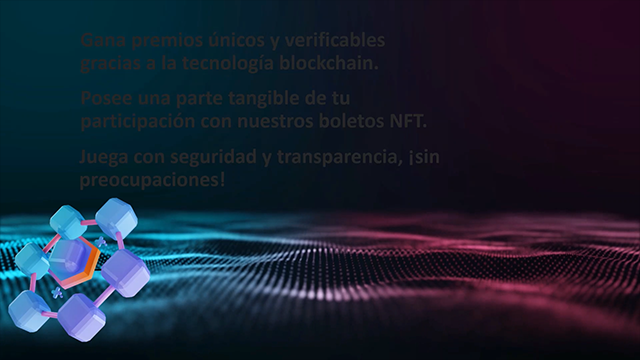 Gana premios únicos y verificables
gracias a la tecnología blockchain.
Posee una parte tangible de tu
participación con nuestros boletos NFT.
Juega con seguridad y transparencia, ¡sin
preocupaciones!